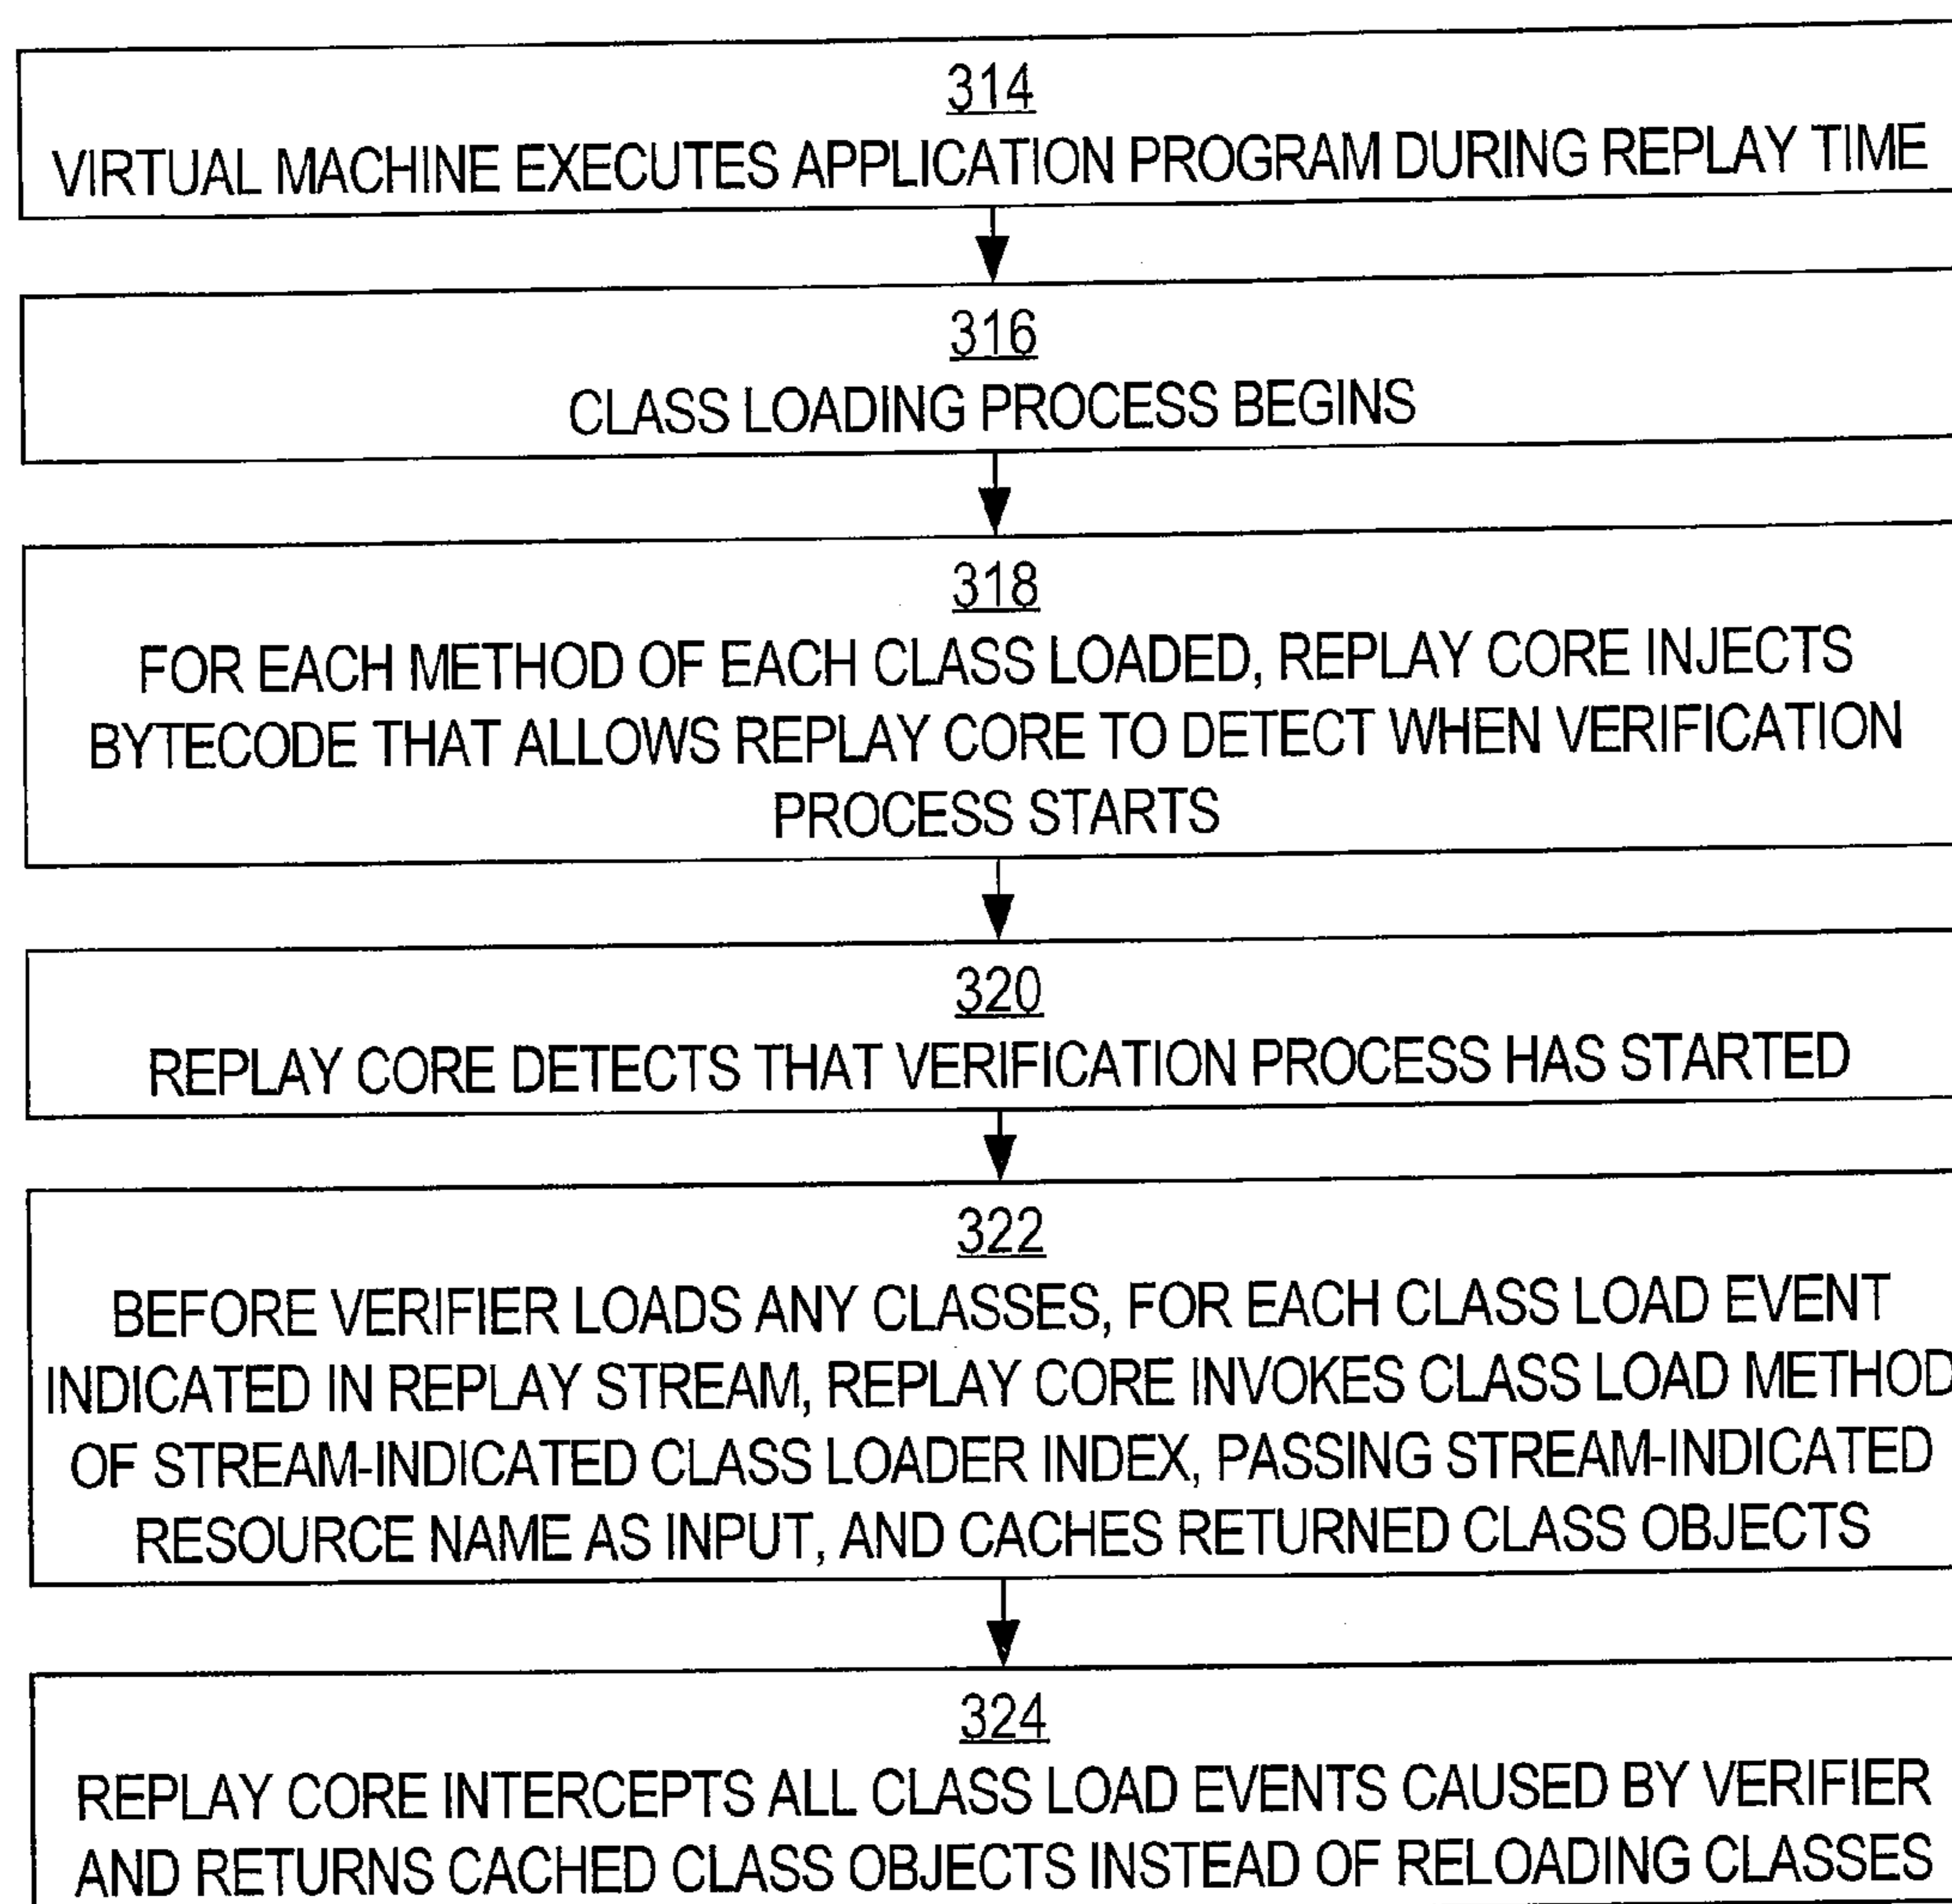 314
VIRTUAL MACHINE EXECUTES APPLICATION PROGRAM DURING REPLAY TIME
316
CLASS LOADING PROCESS BEGINS
318
FOR EACH METHOD OF EACH CLASS LOADED, REPLAY CORE INJECTS
BYTECODE THAT ALLOWS REPLAY CORE TO DETECT WHEN VERIFICATION
PROCESS STARTS
320
REPLAY CORE DETECTS THAT VERIFICATION PROCESS HAS STARTED
322
BEFORE VERIFIER LOADS ANY CLASSES, FOR EACH CLASS LOAD EVENT
INDICATED IN REPLAY STREAM, REPLAY CORE INVOKES CLASS LOAD METHOD
OF STREAM-INDICATED CLASS LOADER INDEX, PASSING STREAM-INDICATED
RESOURCE NAME AS INPUT, AND CACHES RETURNED CLASS OBJECTS
324
REPLAY CORE INTERCEPTS ALL CLASS LOAD EVENTS CAUSED BY VERIFIER
AND RETURNS CACHED CLASS OBJECTS INSTEAD OF RELOADING CLASSES